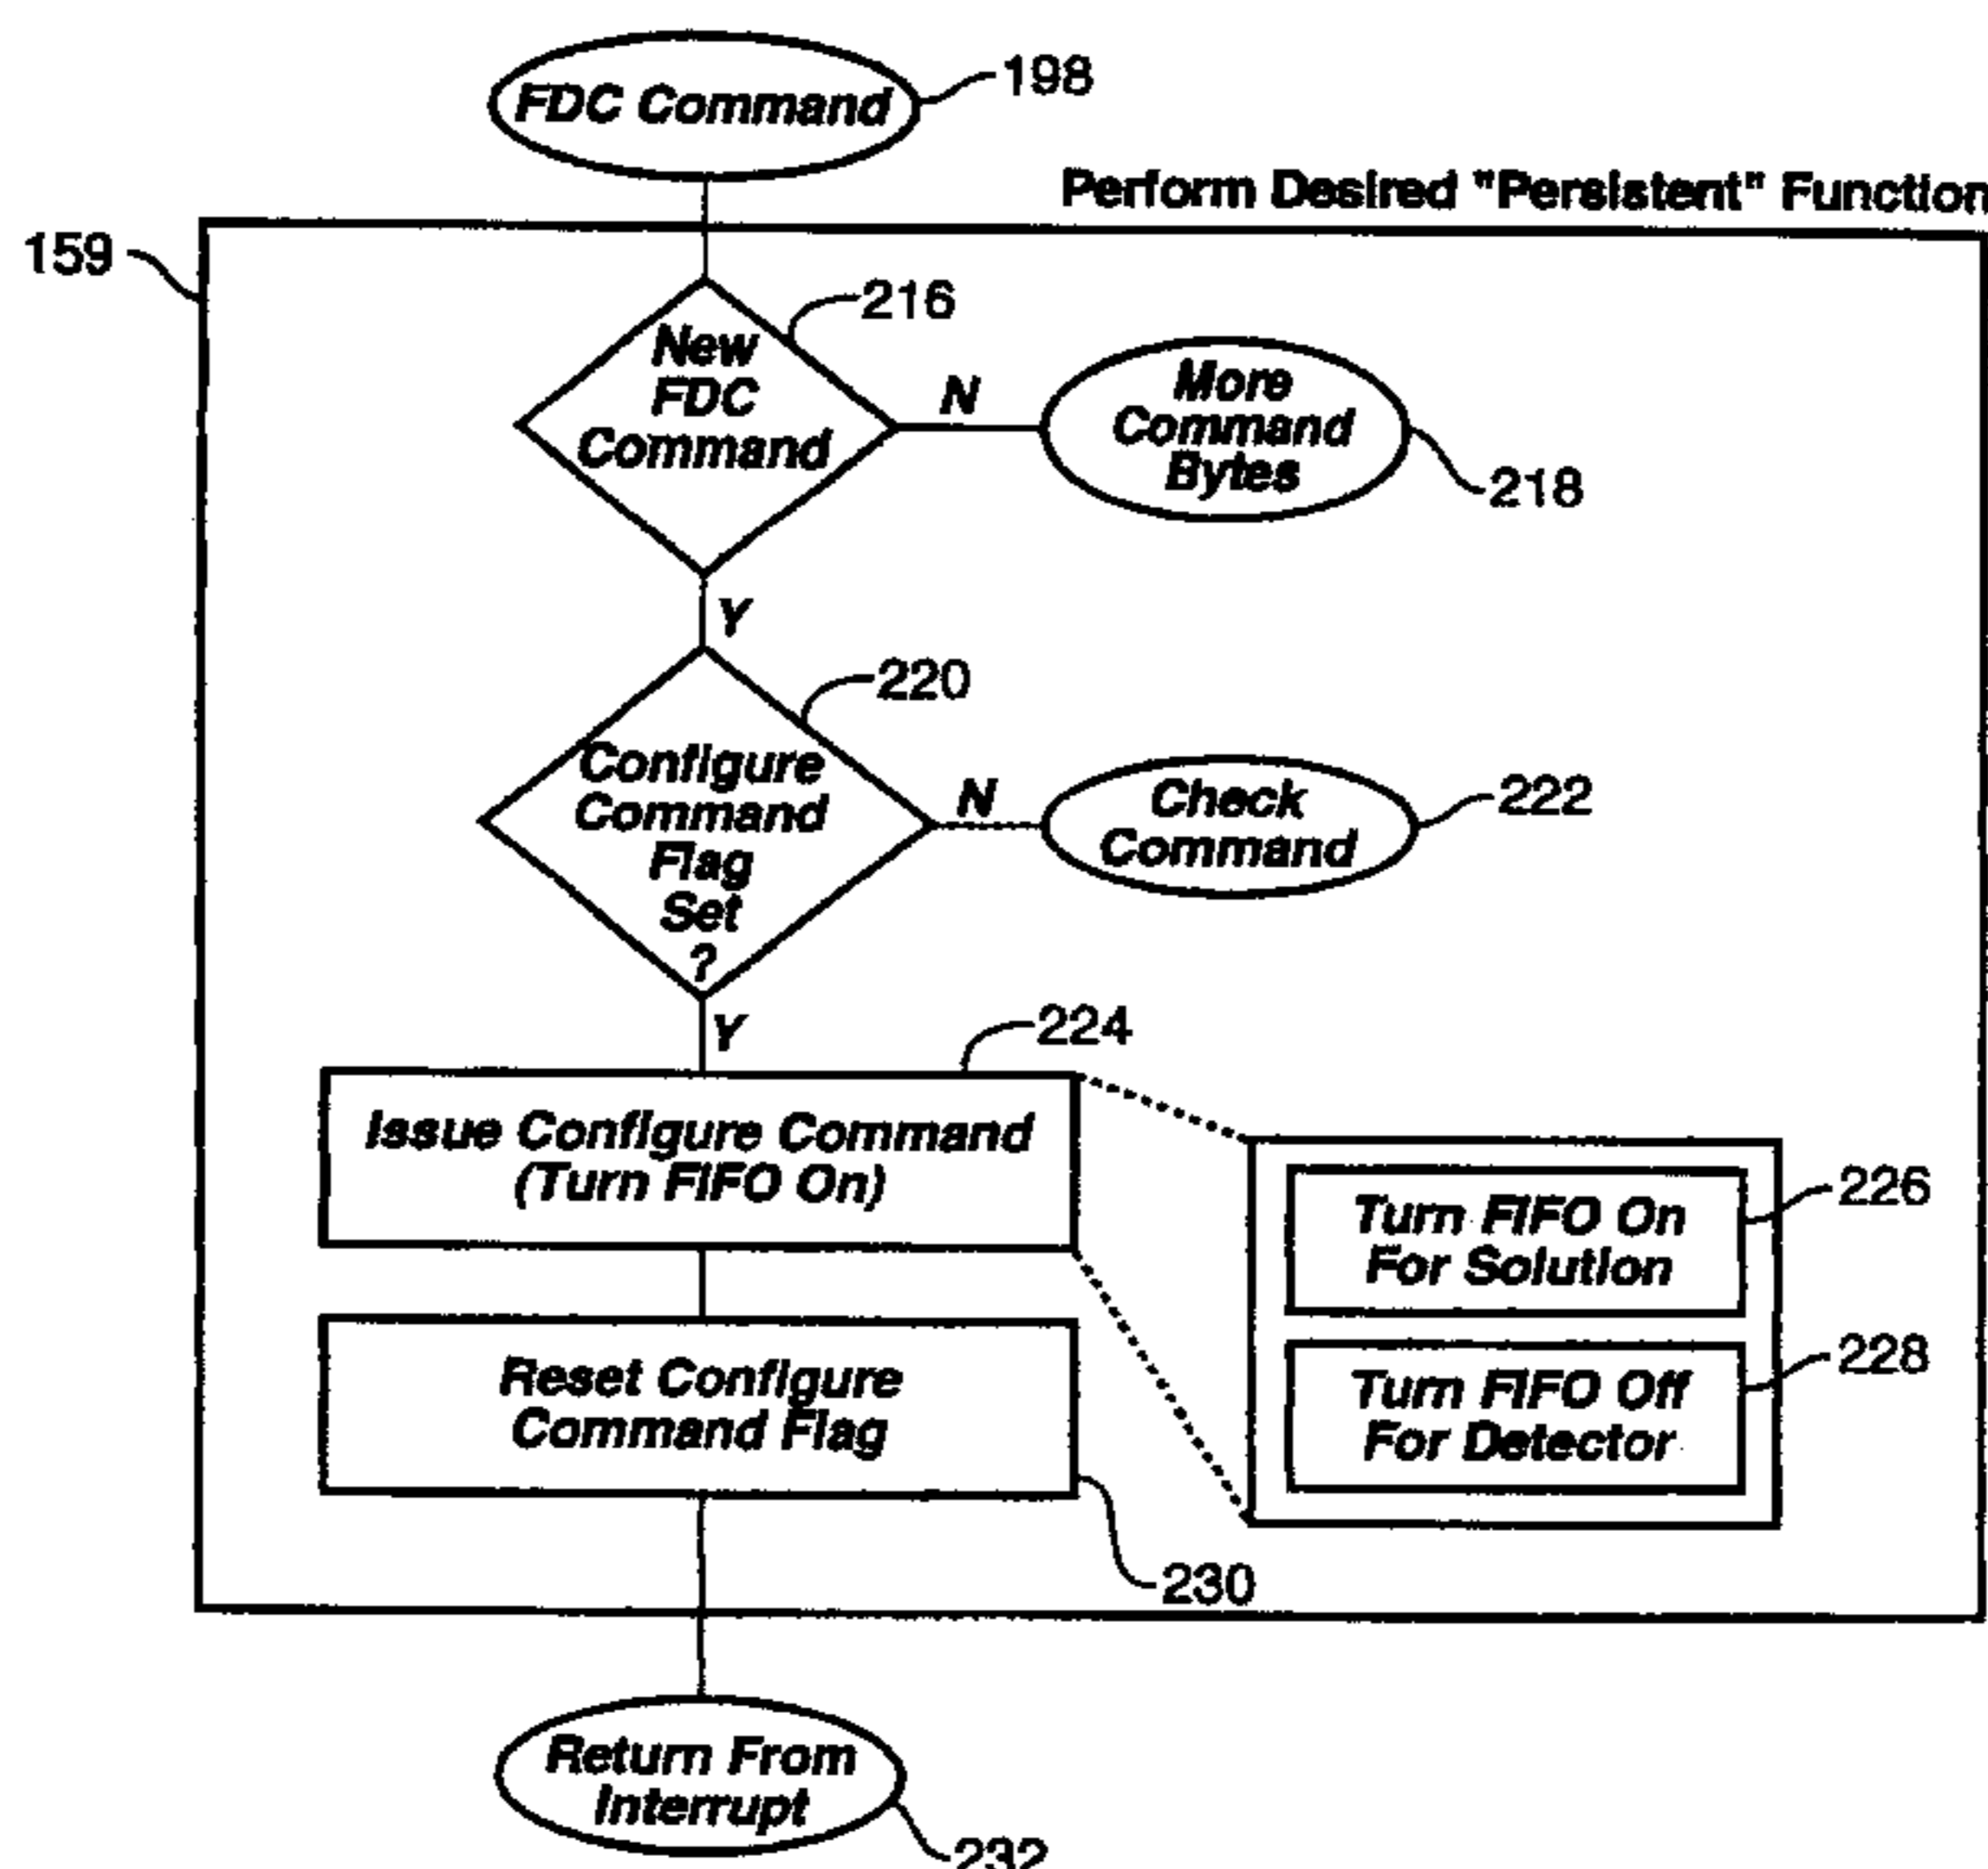 FDC Command
198
Perform Desired "Persistent" Function
159
216
New
FDC
Command
N
More
Command
Bytes
218
Y
220
Configure
Command
Flag
Set
?
N
Check
Command
222
Y
224
Issue Configure Command
(Turn FIFO On)
Turn FIFO On
For Solution
226
Turn FIFO Off
For Detector
228
Reset Configure
Command Flag
230
Return From
Interrupt
232